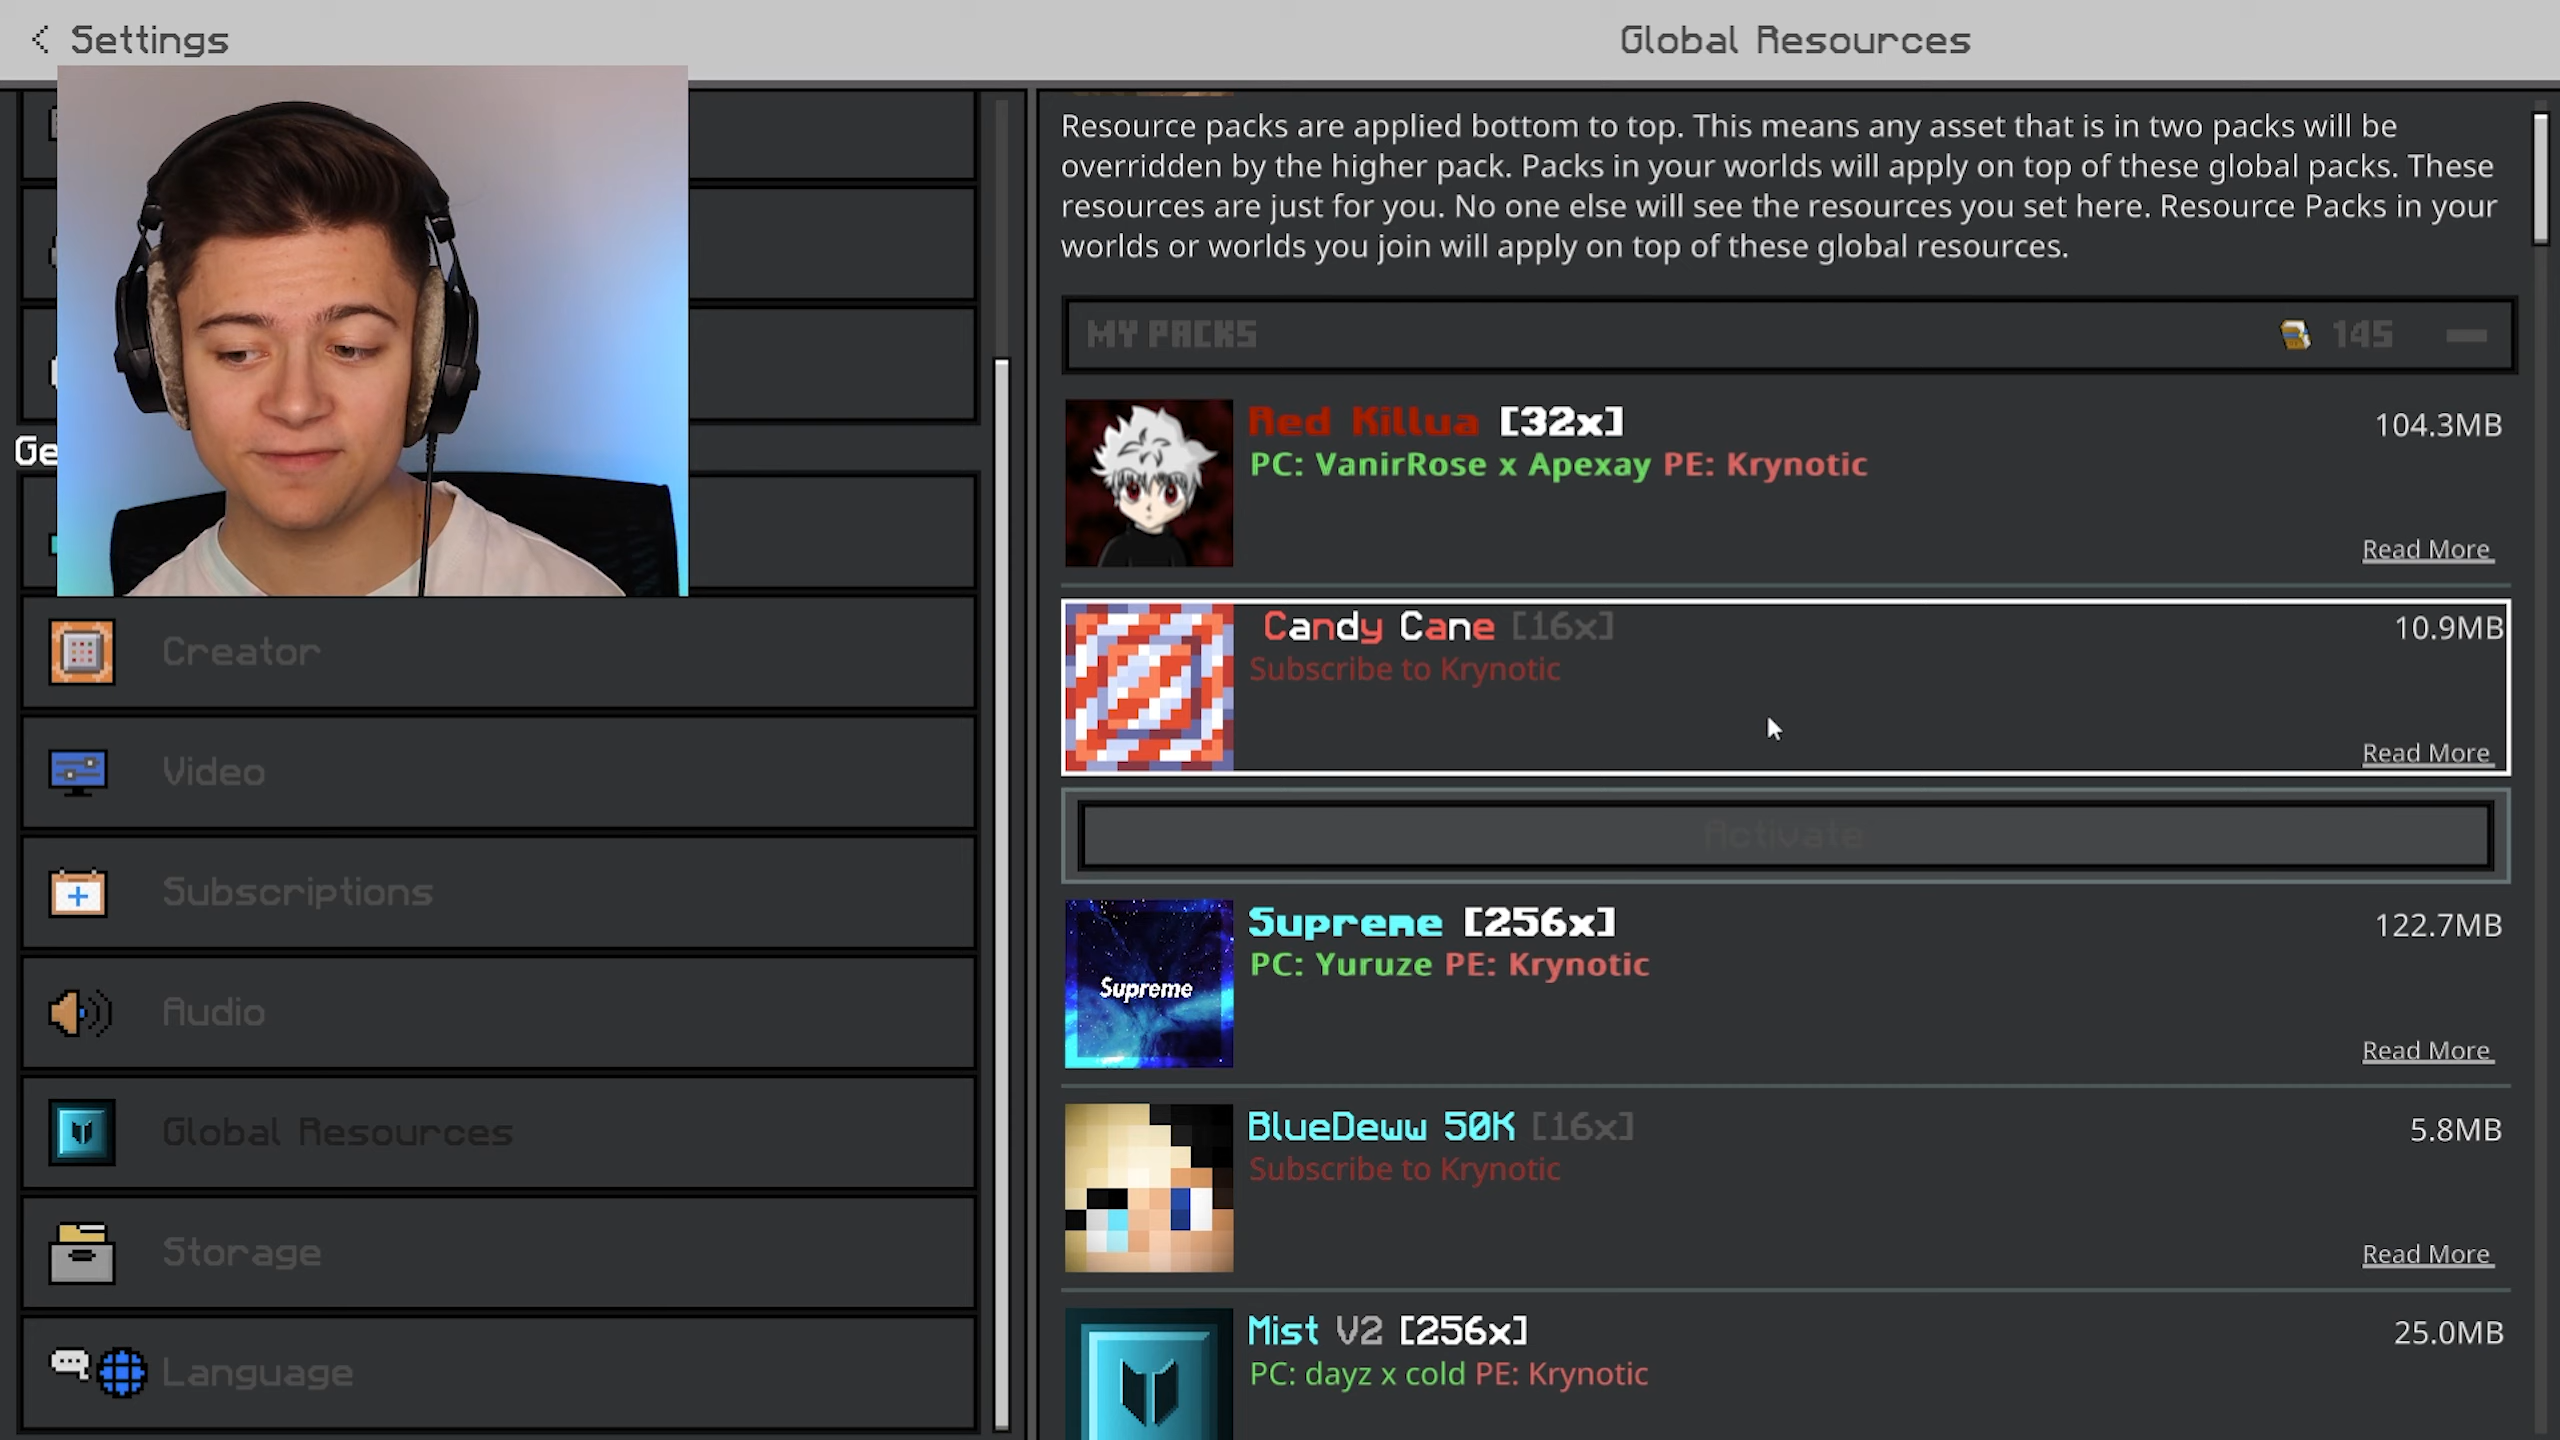 Settings
Global Resources
Ge
Creator
Video
Subscriptions
Audio
Global Resources
Storage
Language
Resource packs are applied bottom to top. This means any asset that is in two packs will be
overridden by the higher pack. Packs in your worlds will apply on top of these global packs. These
resources are just for you. No one else will see the resources you set here. Resource Packs in your
worlds or worlds you join will apply on top of these global resources.
MY PACKS 145
Red Killua [32x] 104.3MB
PC: VanirRose x Apexay PE: Krynotic
Read More
Candy Cane [16x] 10.9MB
Subscribe to Krynotic
Read More
Activate
Supreme [256x] 122.7MB
PC: Yuruze PE: Krynotic
Supreme
Read More
BlueDeww 50K [16x] 5.8MB
Subscribe to Krynotic
Read More
Mist V2 [256x] 25.0MB
PC: dayz x cold PE: Krynotic